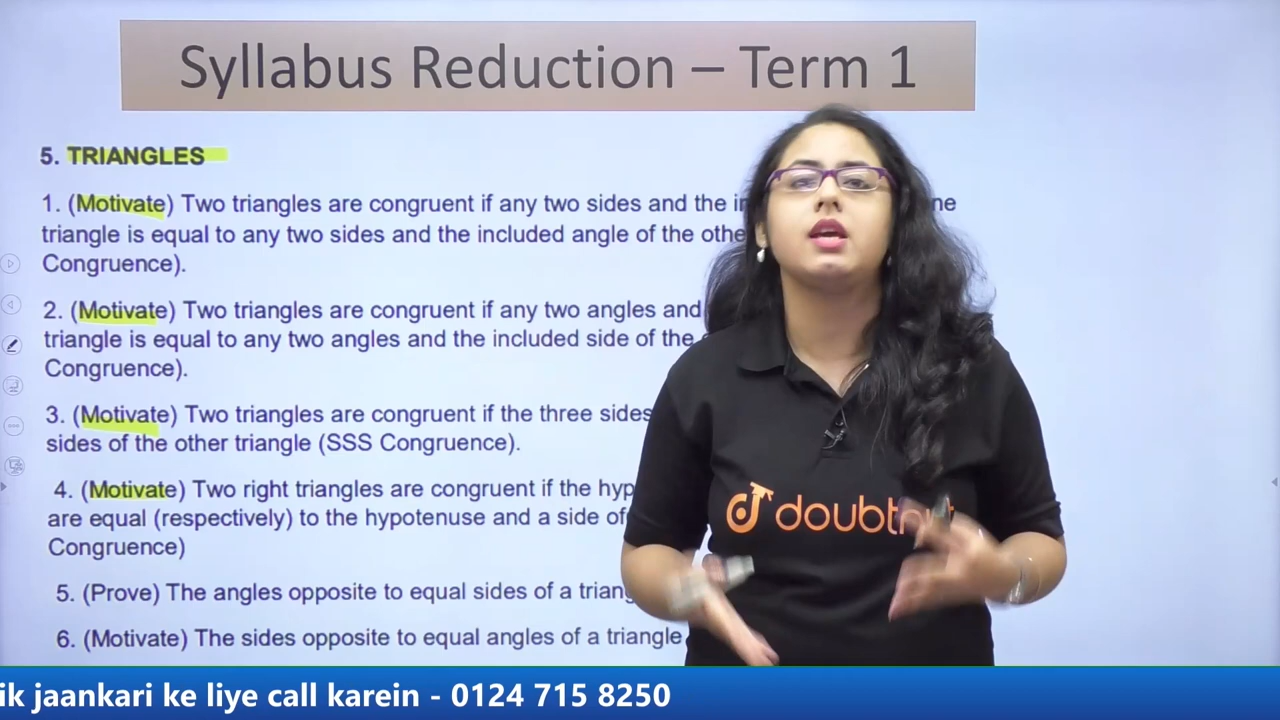 Syllabus Reduction – Term 1
5. TRIANGLES
1. (Motivate) Two triangles are congruent if any two sides and the
triangle is equal to any two sides and the included angle of the
Congruence).
2. (Motivate) Two triangles are congruent if any two angles and
triangle is equal to any two angles and the included side of the
Congruence).
3. (Motivate) Two triangles are congruent if the three sides
sides of the other triangle (SSS Congruence).
4. (Motivate) Two right triangles are congruent if the
are equal (respectively) to the hypotenuse and a side of
Congruence)
5. (Prove) The angles opposite to equal sides of a
6. (Motivate) The sides opposite to equal angles of a triangle
ik jaankari ke liye call karein - 0124 715 8250